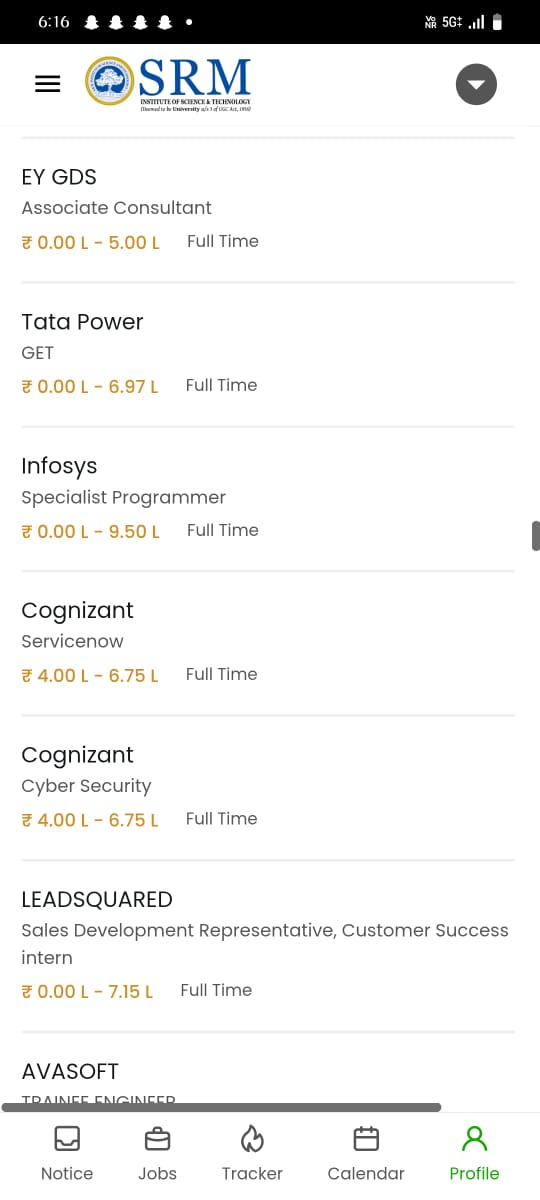 6:16
Vo NR 5G
SRM
INSTITUTE OF SCIENCE & TECHNOLOGY
(Deemed to be University u/s 3 of UGC Act, 1956)
EY GDS
Associate Consultant
₹ 0.00 L - 5.00 L Full Time
Tata Power
GET
₹ 0.00 L - 6.97 L Full Time
Infosys
Specialist Programmer
₹ 0.00 L - 9.50 L Full Time
Cognizant
Servicenow
₹ 4.00 L - 6.75 L Full Time
Cognizant
Cyber Security
₹ 4.00 L - 6.75 L Full Time
LEADSQUARED
Sales Development Representative, Customer Success
intern
₹ 0.00 L - 7.15 L Full Time
AVASOFT
TRAINEE ENGINEER
Notice Jobs Tracker Calendar Profile